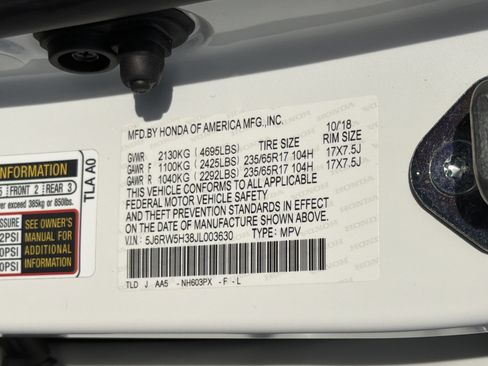 MFD.BY HONDA OF AMERICA MFG.,INC. 10/'18
GVWR 2130KG (4695LBS) TIRE SIZE RIM SIZE
GAWR F 1100KG (2425LBS) 235/65R17 104H 17X7.5J
GAWR R 1040KG (2292LBS) 235/65R17 104H 17X7.5J
THIS VEHICLE CONFORMS TO ALL APPLICABLE
FEDERAL MOTOR VEHICLE SAFETY
AND THEFT PREVENTION STANDARDS IN EFFECT
ON THE DATE OF MANUFACTURE SHOWN ABOVE.
V.I.N: 5J6RW5H38JL003630 TYPE: MPV
TLD J AA5 -NH603PX -F-L
INFORMATION
5 FRONT 2 REAR 3
exceed 385kg or 850lbs.
SEE OWNER'S
2PSI MANUAL FOR
0PSI ADDITIONAL
0PSI INFORMATION
TLA A0